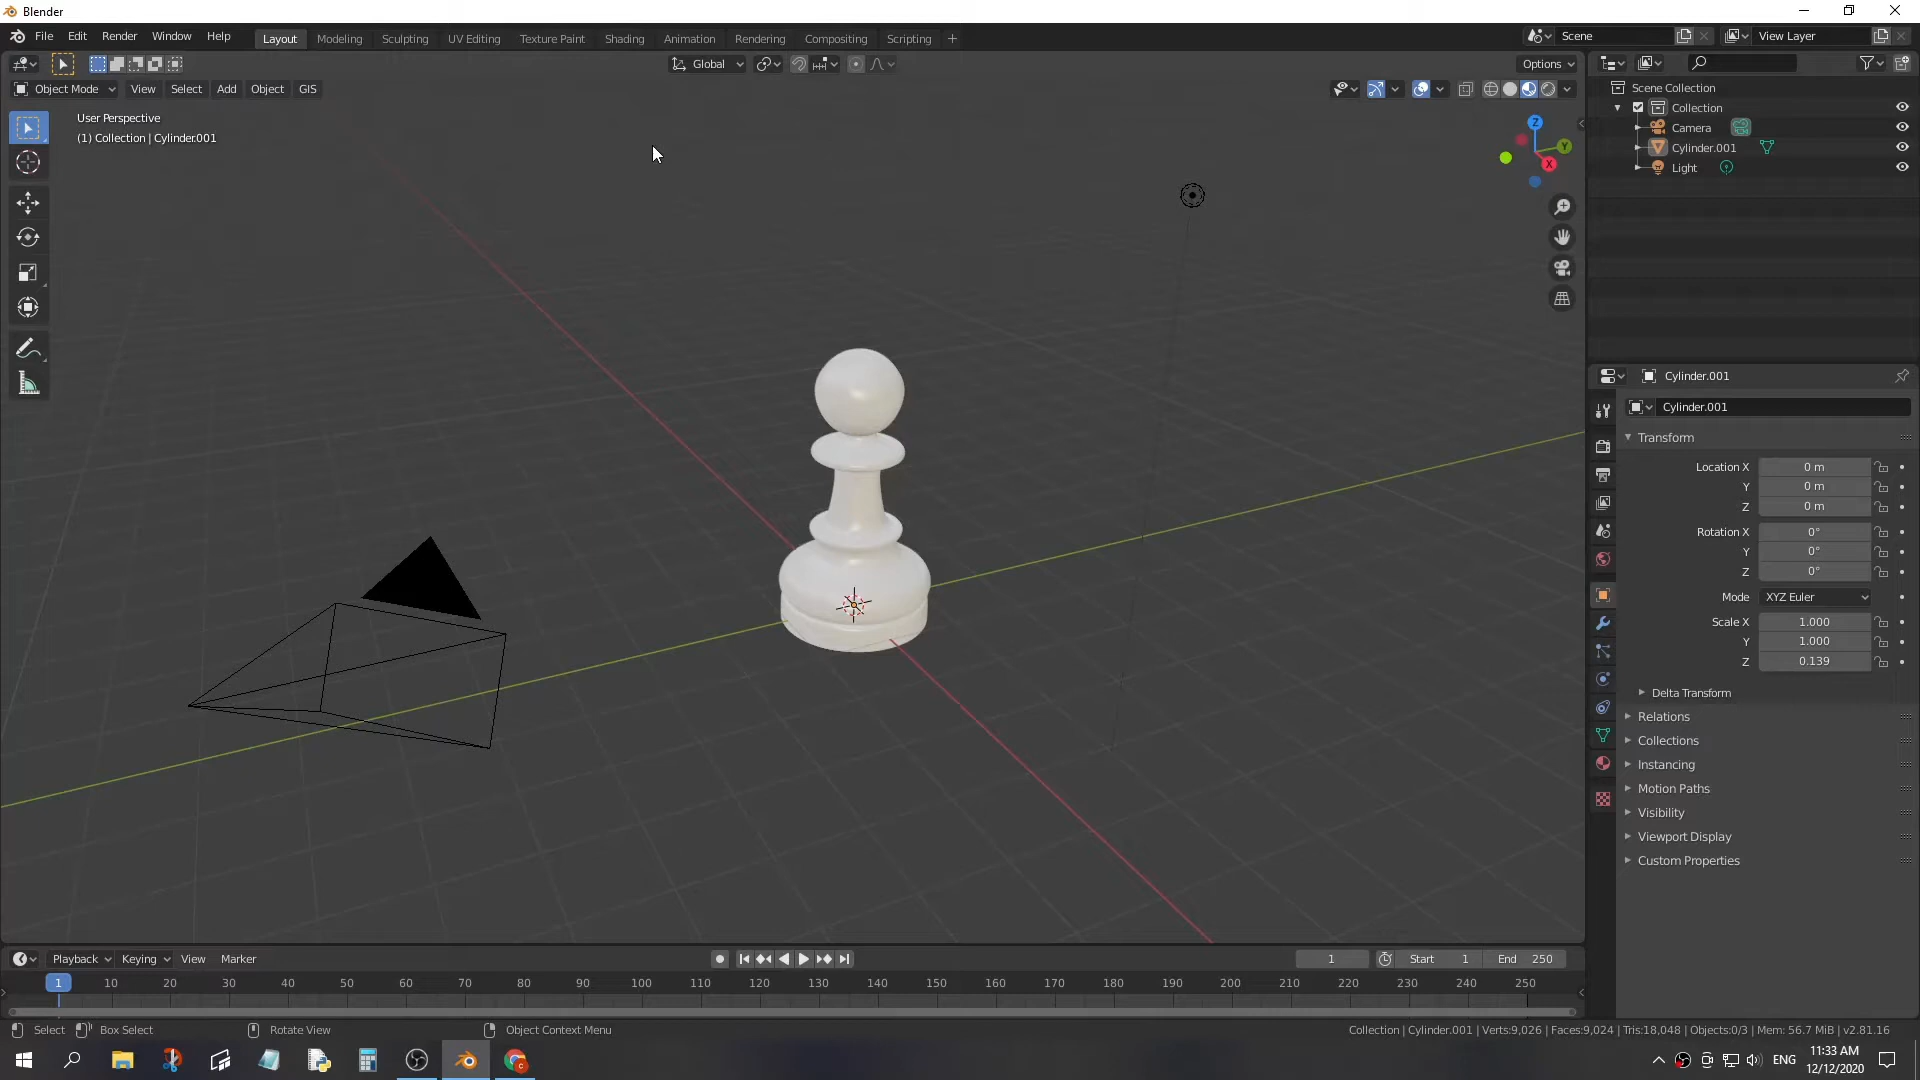 Blender
File Edit Render Window Help
Layout Modeling Sculpting UV Editing Texture Paint Shading Animation Rendering Compositing Scripting +
Scene
View Layer
Global
Options
Object Mode View Select Add Object GIS
User Perspective
(1) Collection | Cylinder.001
Z
Y
X
Scene Collection
Collection
Camera
Cylinder.001
Light
Cylinder.001
Cylinder.001
Transform
Location X 0 m
Y 0 m
Z 0 m
Rotation X 0°
Y 0°
Z 0°
Mode XYZ Euler
Scale X 1.000
Y 1.000
Z 0.139
Delta Transform
Relations
Collections
Instancing
Motion Paths
Visibility
Viewport Display
Custom Properties
Playback Keying View Marker
1
Start 1
End 250
1 10 20 30 40 50 60 70 80 90 100 110 120 130 140 150 160 170 180 190 200 210 220 230 240 250
Select Box Select Rotate View Object Context Menu
Collection | Cylinder.001 | Verts:9,026 | Faces:9,024 | Tris:18,048 | Objects:0/3 | Mem: 56.7 MiB | v2.81.16
ENG
11:33 AM
12/12/2020